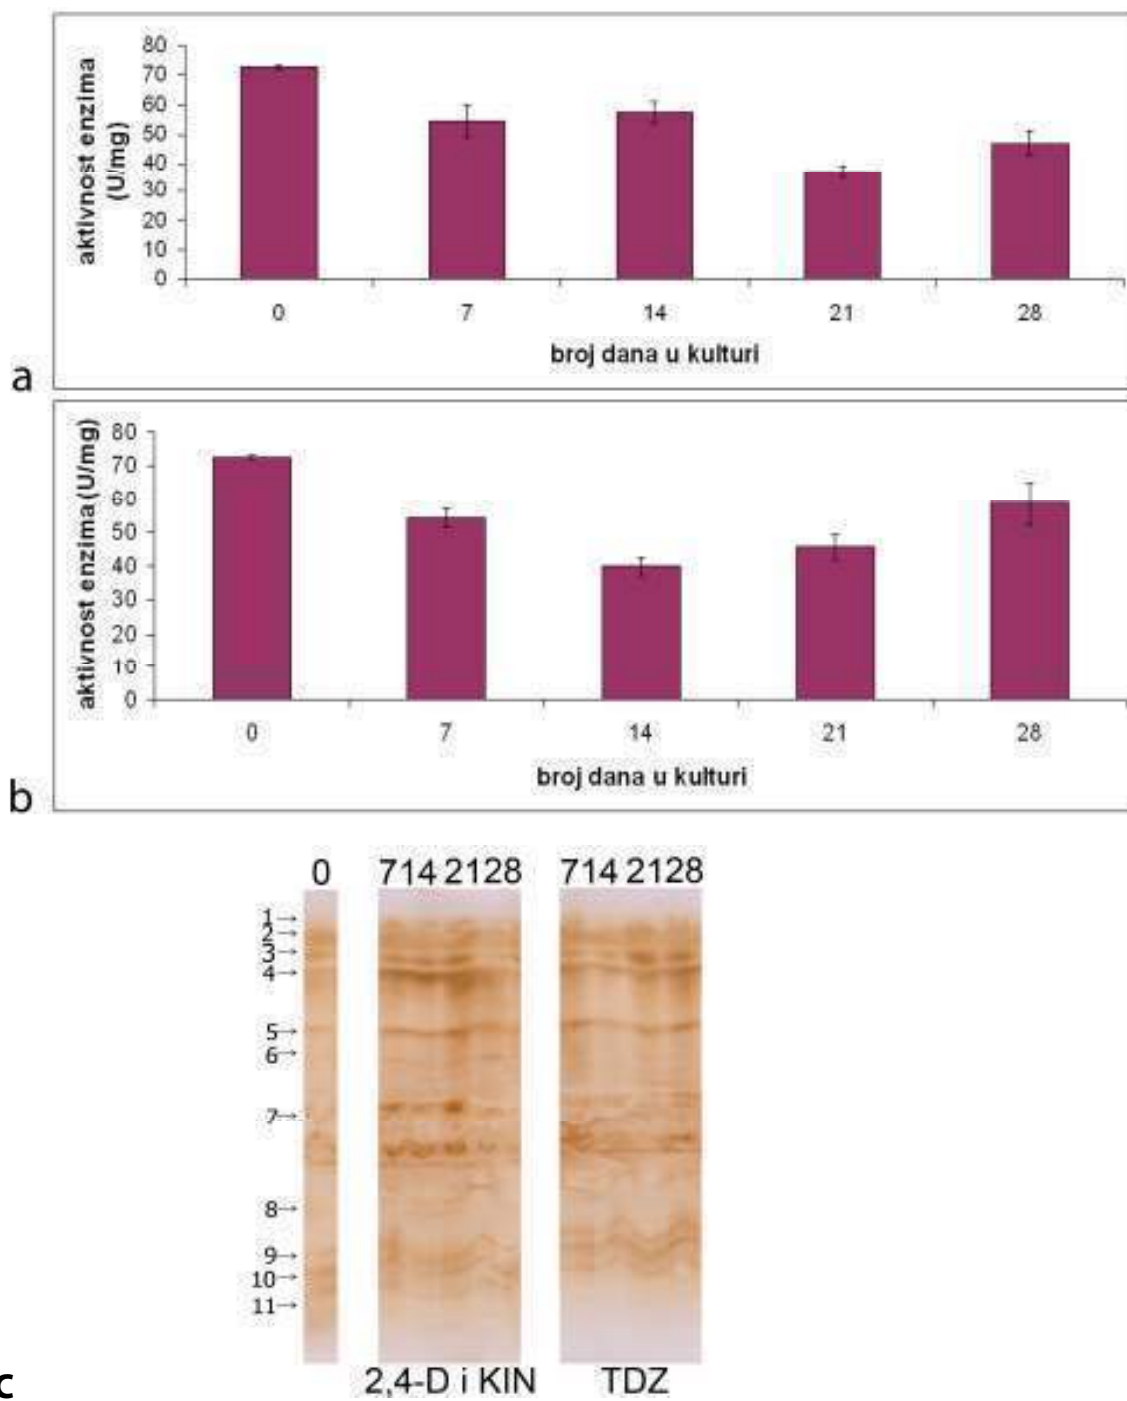 aktivnost enzima
(U/mg)
80
70
60
50
40
30
20
10
0
0 7 14 21 28
broj dana u kulturi
a
aktivnost enzima (U/mg)
80
70
60
50
40
30
20
10
0
0 7 14 21 28
broj dana u kulturi
b
0 7 14 21 28 7 14 21 28
1→
2→
3→
4→
5→
6→
7→
8→
9→
10→
11→
2,4-D i KIN TDZ
c